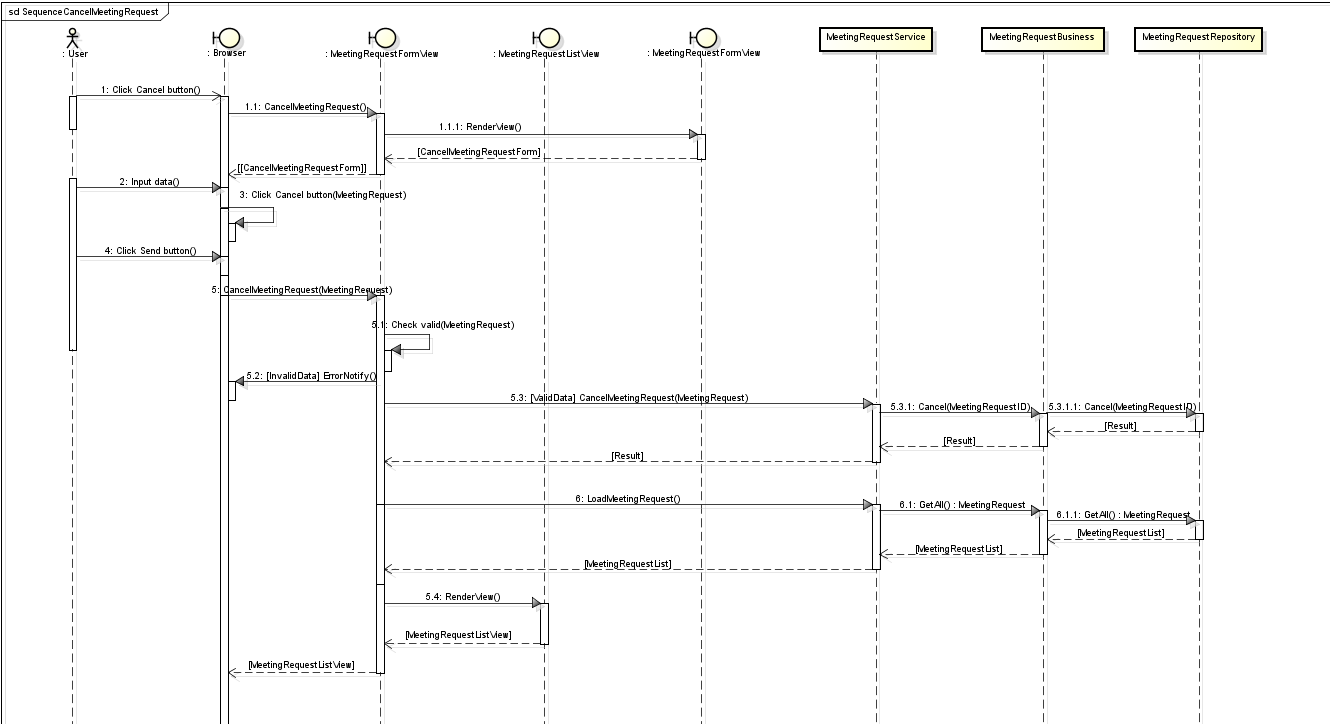 sd SequenceCancelMeetingRequest
: User
: Browser
: MeetingRequestFormView
: MeetingRequestListView
: MeetingRequestFormView
MeetingRequestService
MeetingRequestBusiness
MeetingRequestRepository
1: Click Cancel button()
1.1: CancelMeetingRequest()
1.1.1: RenderView()
[CancelMeetingRequestForm]
[[CancelMeetingRequestForm]]
2: Input data()
3: Click Cancel button(MeetingRequest)
4: Click Send button()
5: CancelMeetingRequest(MeetingRequest)
5.1: Check valid(MeetingRequest)
5.2: [InvalidData] ErrorNotify()
5.3: [ValidData] CancelMeetingRequest(MeetingRequest)
5.3.1: Cancel(MeetingRequestID)
5.3.1.1: Cancel(MeetingRequestID)
[Result]
[Result]
[Result]
6: LoadMeetingRequest()
6.1: GetAll() : MeetingRequest
6.1.1: GetAll() : MeetingRequest
[MeetingRequestList]
[MeetingRequestList]
[MeetingRequestList]
5.4: RenderView()
[MeetingRequestListView]
[MeetingRequestListView]